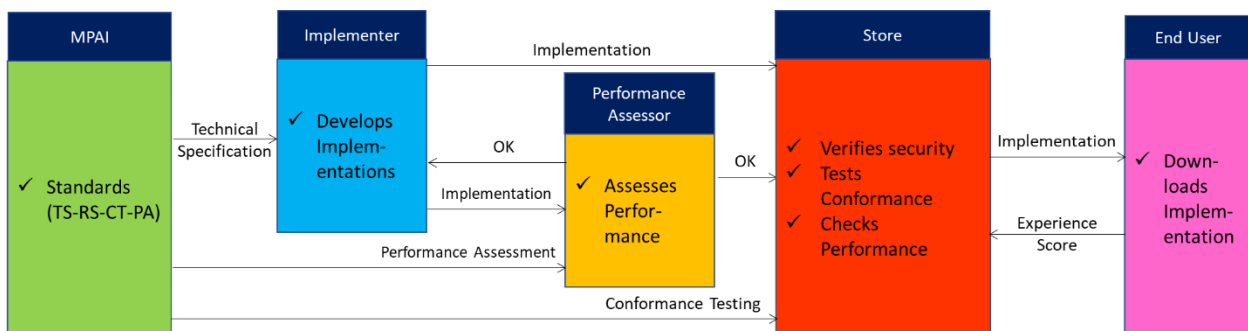 MPAI
✓ Standards
(TS-RS-CT-PA)
Technical
Specification
Implementer
✓ Develops
Implem-
entations
Implementation
OK
Implementation
Performance Assessment
Conformance Testing
Performance
Assessor
✓ Assesses
Perfor-
mance
OK
Store
✓ Verifies security
✓ Tests
Conformance
✓ Checks
Performance
Implementation
Experience
Score
End User
✓ Down-
loads
Implem-
entation